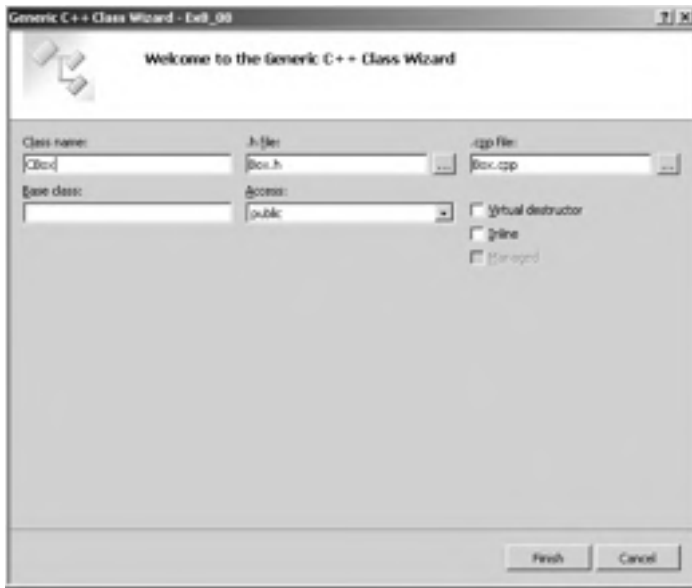 Generic C++ Class Wizard - Ex8_08
Welcome to the Generic C++ Class Wizard
Class name:
.h file:
.cpp file:
CBox
Box.h
...
Box.cpp
...
Base class:
Access:
public
Virtual destructor
Inline
Managed
Finish
Cancel